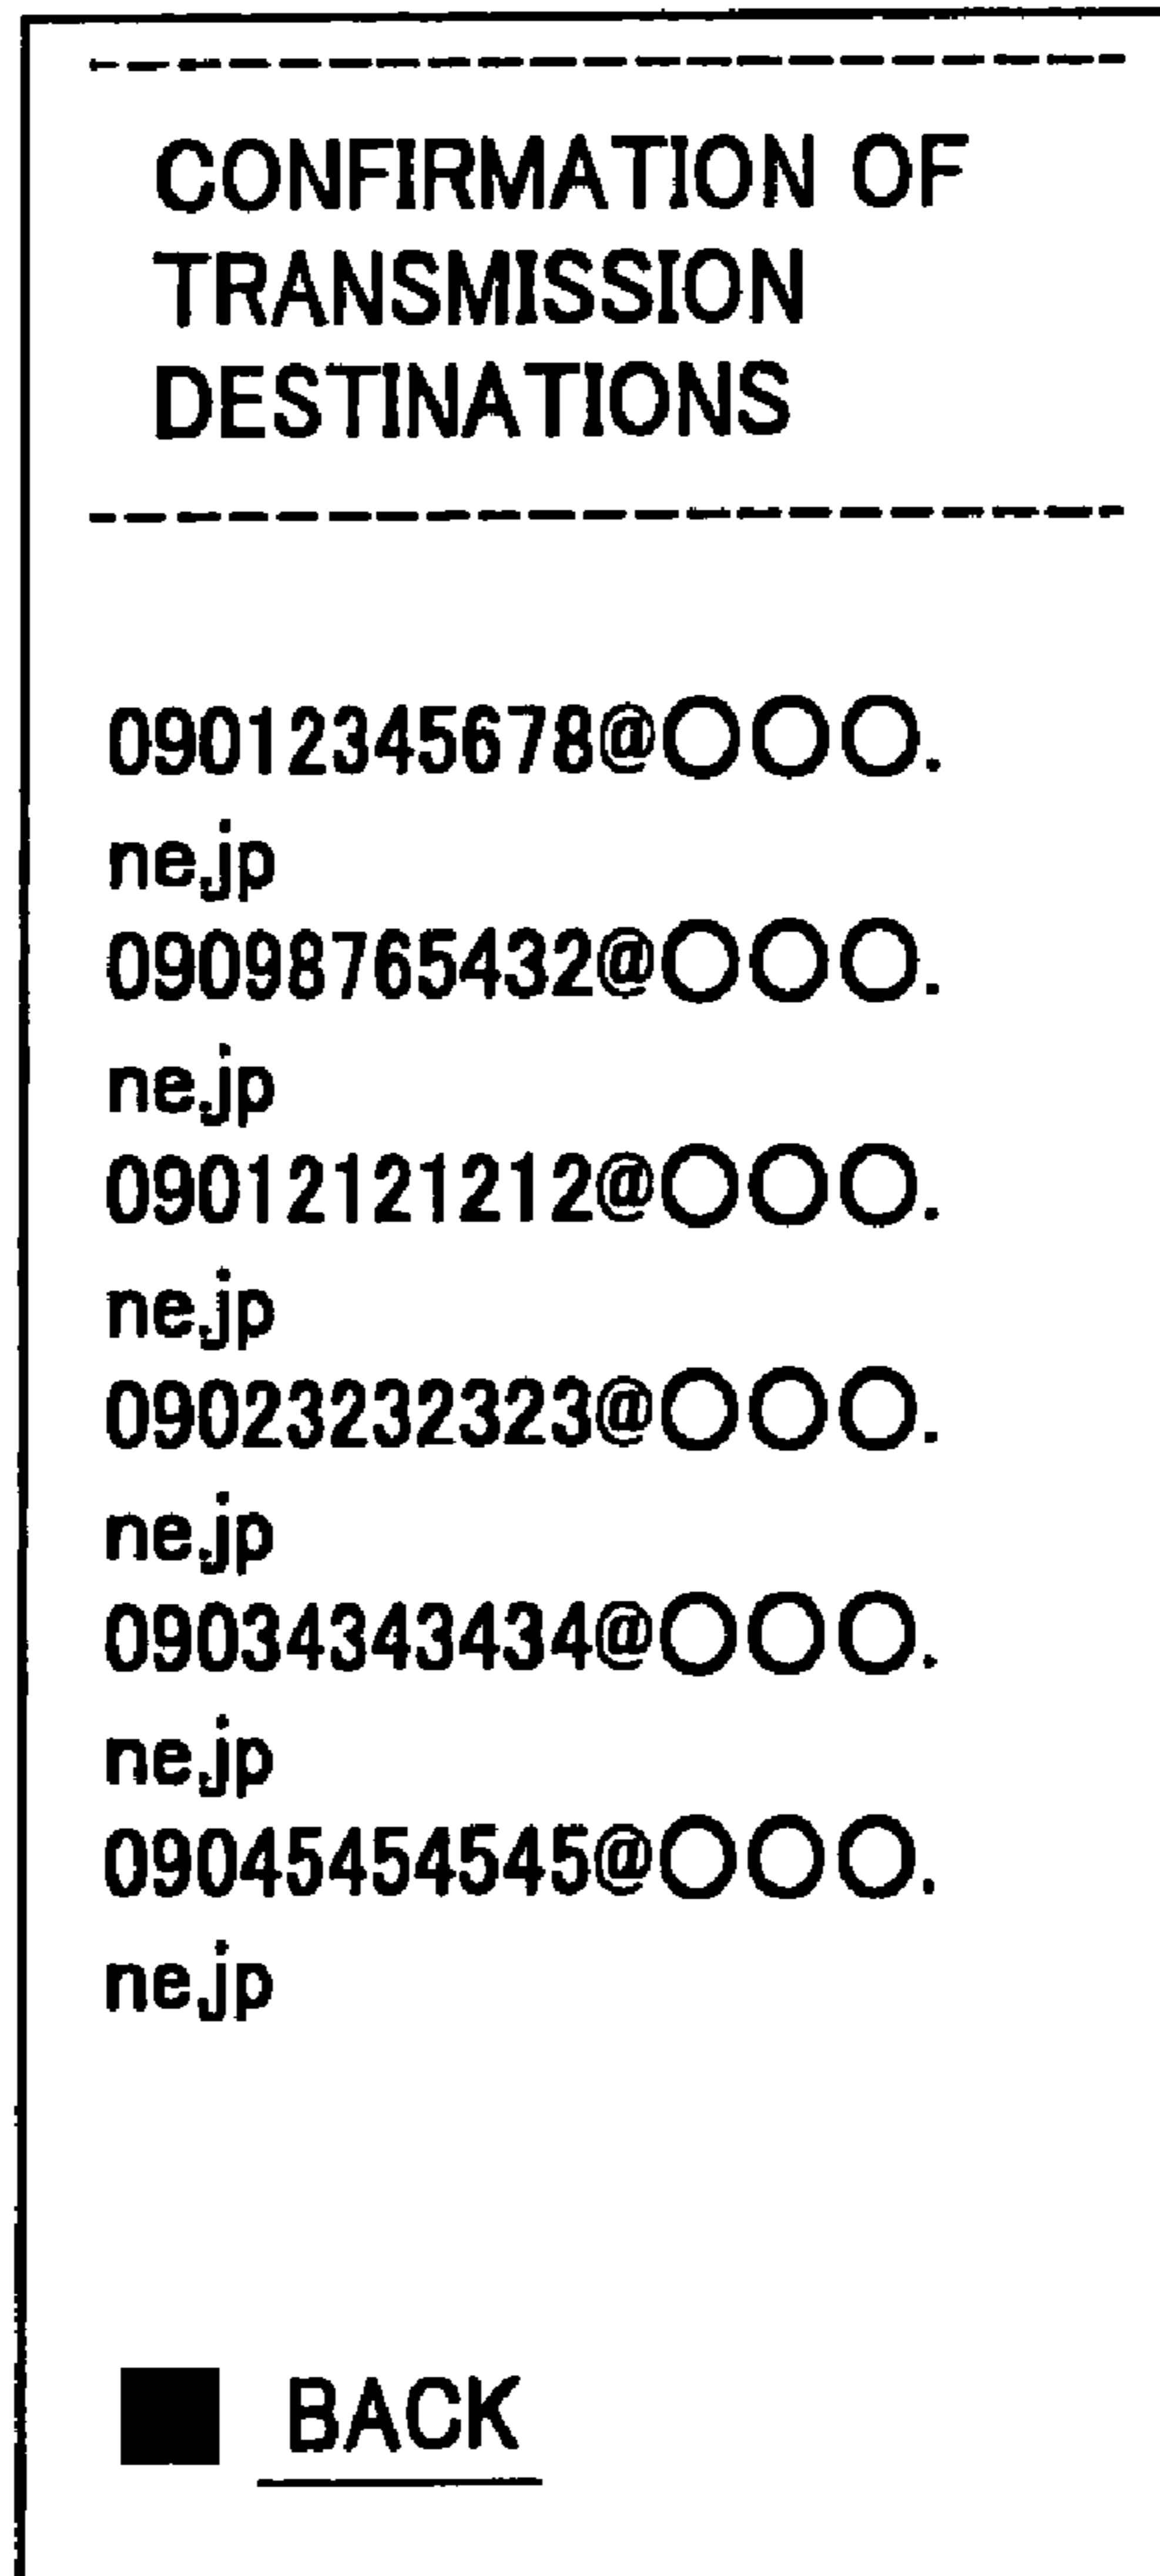 CONFIRMATION OF
TRANSMISSION
DESTINATIONS
09012345678@○○○.
ne.jp
09098765432@○○○.
ne.jp
09012121212@○○○.
ne.jp
09023232323@○○○.
ne.jp
09034343434@○○○.
ne.jp
09045454545@○○○.
ne.jp
■ BACK